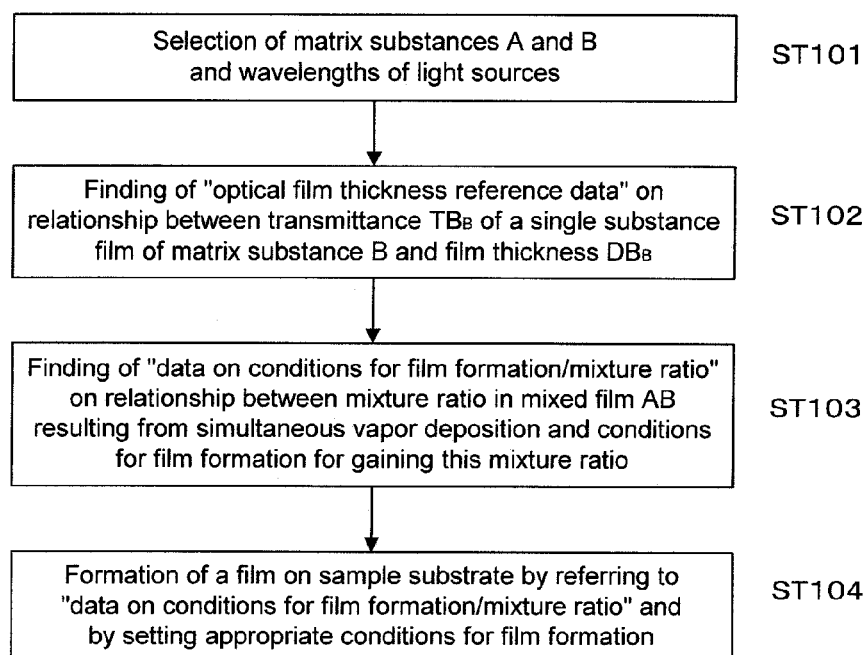 Selection of matrix substances A and B
and wavelengths of light sources
ST101
Finding of "optical film thickness reference data" on
relationship between transmittance TBB of a single substance
film of matrix substance B and film thickness DBB
ST102
Finding of "data on conditions for film formation/mixture ratio"
on relationship between mixture ratio in mixed film AB
resulting from simultaneous vapor deposition and conditions
for film formation for gaining this mixture ratio
ST103
Formation of a film on sample substrate by referring to
"data on conditions for film formation/mixture ratio" and
by setting appropriate conditions for film formation
ST104